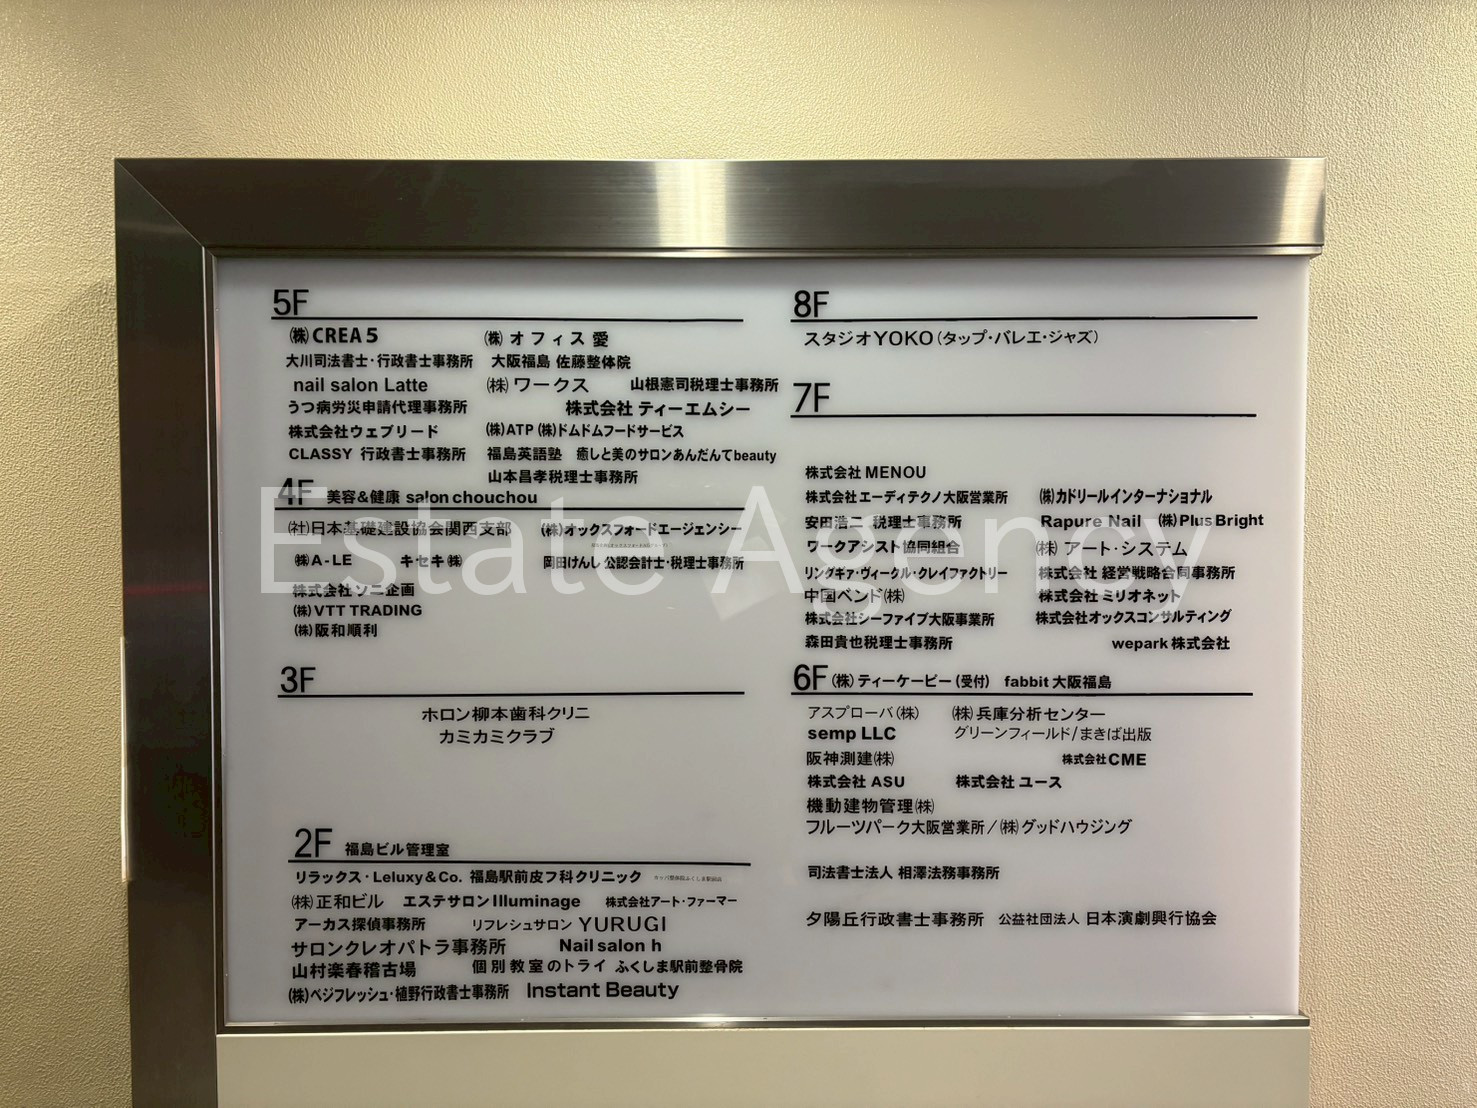 5F
㈱CREA5 ㈱オフィス 愛
大川司法書士・行政書士事務所 大阪福島 佐藤整体院
nail salon Latte ㈱ワークス 山根憲司税理士事務所
うつ病労災申請代理事務所 株式会社 ティーエムシー
株式会社ウェブリード ㈱ATP ㈱ドムドムフードサービス
CLASSY 行政書士事務所 福島英語塾 癒しと美のサロンあんだんてbeauty
山本昌孝税理士事務所
4F 美容&健康 salon chouchou
㈳日本基礎建設協会関西支部 ㈱オックスフォードエージェンシー
㈱A-LE キセキ㈱ 岡田けんし 公認会計士・税理士事務所
株式会社ソニ企画
㈱VTT TRADING
㈱阪和順利
3F
ホロン柳本歯科クリニ
カミカミクラブ
2F 福島ビル管理室
リラックス・Leluxy&Co. 福島駅前皮フ科クリニック
㈱正和ビル エステサロンIlluminage 株式会社アート・ファーマー
アーカス探偵事務所 リフレシュサロン YURUGI
サロンクレオパトラ事務所 Nail salon h
山村楽春稽古場 個別教室のトライ ふくしま駅前整骨院
㈱ベジフレッシュ・植野行政書士事務所 Instant Beauty
8F
スタジオYOKO(タップ・バレエ・ジャズ)
7F
株式会社 MENOU
株式会社 エーディテクノ大阪営業所 ㈱カドリールインターナショナル
安田浩二 税理士事務所 Rapure Nail ㈱Plus Bright
ワークアシスト協同組合 ㈱アート・システム
リングギア・ヴィークル・クレイファクトリー 株式会社 経営戦略合同事務所
中国ベンド㈱ 株式会社 ミリオネット
株式会社シーファイブ大阪事業所 株式会社オックスコンサルティング
森田貴也税理士事務所 wepark 株式会社
6F ㈱ティーケービー(受付) fabbit 大阪福島
アスプローバ㈱ ㈱兵庫分析センター
semp LLC グリーンフィールド/まきば出版
阪神測建㈱ 株式会社CME
株式会社 ASU 株式会社 ユース
機動建物管理㈱
フルーツパーク大阪営業所/㈱グッドハウジング
司法書士法人 相澤法務事務所
夕陽丘行政書士事務所 公益社団法人 日本演劇興行協会
Estate Agency